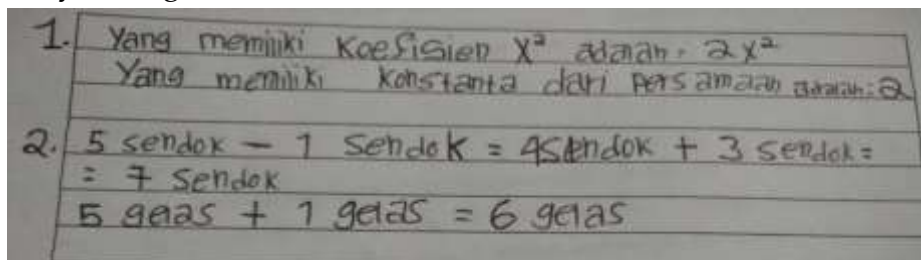 1. Yang memiliki Koefisien X² adalah = 2x²
Yang memiliki Konstanta dari Persamaan adalah: 2
2. 5 sendok - 1 Sendok = 4 Sendok + 3 sendok =
= 7 Sendok
5 gelas + 1 gelas = 6 gelas